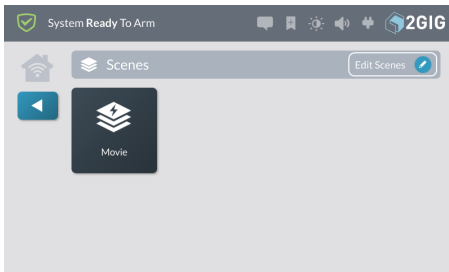 System Ready To Arm
2GIG
Scenes
Edit Scenes
Movie